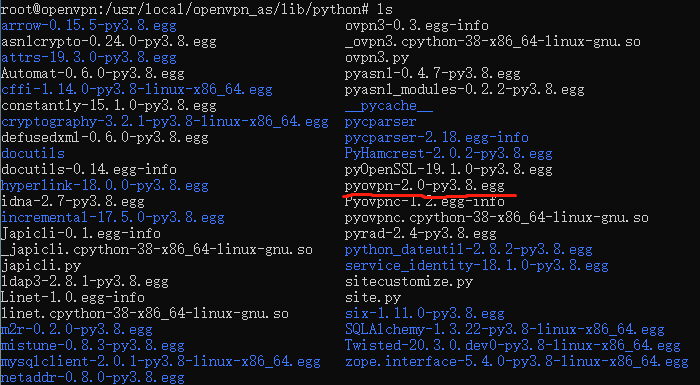 root@openvpn:/usr/local/openvpn_as/lib/python# ls
arrow-0.15.5-py3.8.egg ovpn3-0.3.egg-info
asn1crypto-0.24.0-py3.8.egg _ovpn3.cpython-38-x86_64-linux-gnu.so
attrs-19.3.0-py3.8.egg ovpn3.py
Automat-0.6.0-py3.8.egg pyasn1-0.4.7-py3.8.egg
cffi-1.14.0-py3.8-linux-x86_64.egg pyasn1_modules-0.2.2-py3.8.egg
constantly-15.1.0-py3.8.egg __pycache__
cryptography-3.2.1-py3.8-linux-x86_64.egg pycparser
defusedxml-0.6.0-py3.8.egg pycparser-2.18.egg-info
docutils PyHamcrest-2.0.2-py3.8.egg
docutils-0.14.egg-info pyOpenSSL-19.1.0-py3.8.egg
hyperlink-18.0.0-py3.8.egg pyovpn-2.0-py3.8.egg
idna-2.7-py3.8.egg Pyovpnc-1.2.egg-info
incremental-17.5.0-py3.8.egg pyovpnc.cpython-38-x86_64-linux-gnu.so
Japicli-0.1.egg-info pyrad-2.4-py3.8.egg
_japicli.cpython-38-x86_64-linux-gnu.so python_dateutil-2.8.2-py3.8.egg
japicli.py service_identity-18.1.0-py3.8.egg
ldap3-2.8.1-py3.8.egg sitecustomize.py
Linet-1.0.egg-info site.py
linet.cpython-38-x86_64-linux-gnu.so six-1.11.0-py3.8.egg
m2r-0.2.0-py3.8.egg SQLAlchemy-1.3.22-py3.8-linux-x86_64.egg
mistune-0.8.3-py3.8.egg Twisted-20.3.0.dev0-py3.8-linux-x86_64.egg
mysqlclient-2.0.1-py3.8-linux-x86_64.egg zope.interface-5.4.0-py3.8-linux-x86_64.egg
netaddr-0.8.0-py3.8.egg